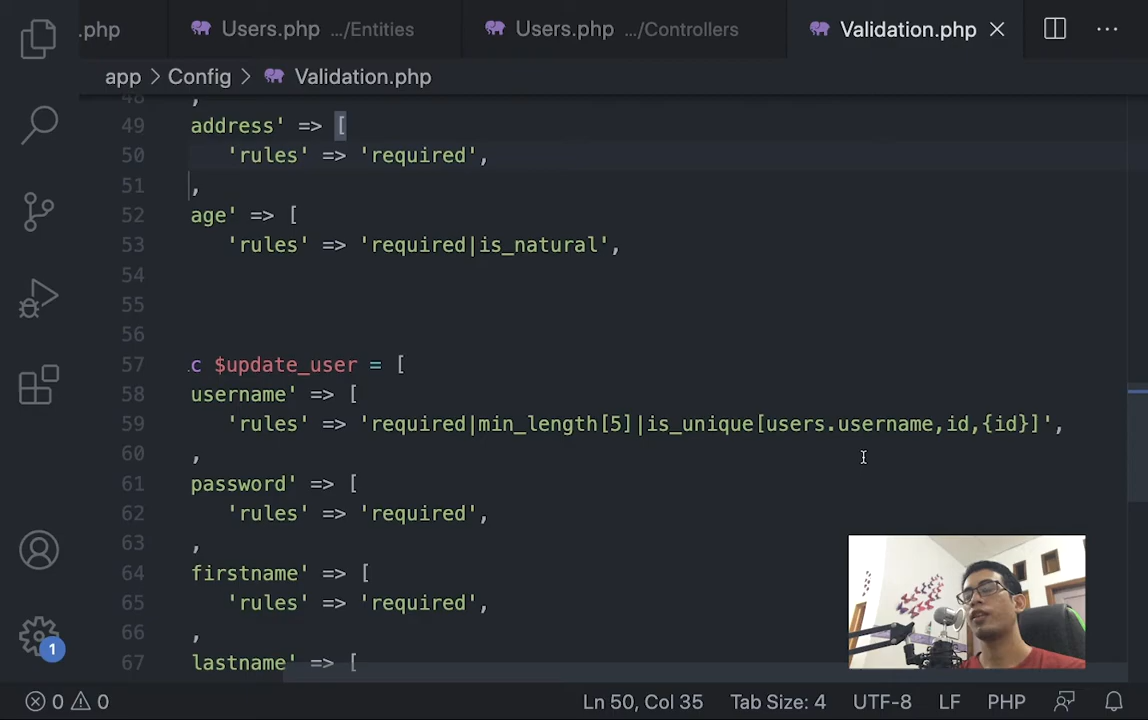 .php
Users.php .../Entities
Users.php .../Controllers
Validation.php
app > Config > Validation.php
48 ,
49 address' => [
50 'rules' => 'required',
51 ,
52 age' => [
53 'rules' => 'required|is_natural',
54
55
56
57 c $update_user = [
58 username' => [
59 'rules' => 'required|min_length[5]|is_unique[users.username,id,{id}]',
60 ,
61 password' => [
62 'rules' => 'required',
63 ,
64 firstname' => [
65 'rules' => 'required',
66 ,
67 lastname' => [
1
0 0 Ln 50, Col 35 Tab Size: 4 UTF-8 LF PHP